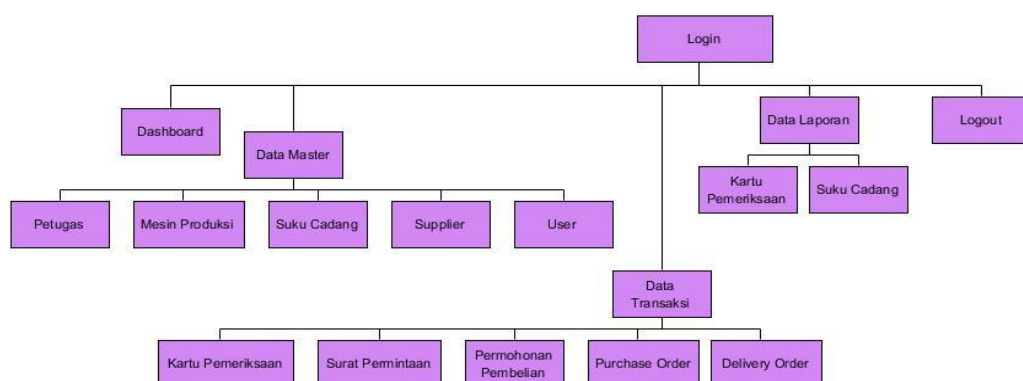 Login
Dashboard
Data Master
Data Laporan
Logout
Kartu
Pemeriksaan
Suku Cadang
Petugas
Mesin Produksi
Suku Cadang
Supplier
User
Data
Transaksi
Kartu Pemeriksaan
Surat Permintaan
Permohonan
Pembelian
Purchase Order
Delivery Order